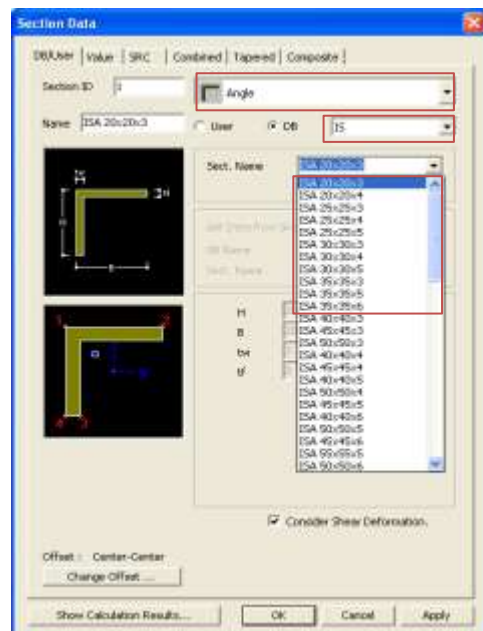 Section Data
DB/User Value SRC Combined Tapered Composite
Section ID 1
Angle
Name ISA 20x20x3 User DB IS
Sect. Name ISA 20x20x3
ISA 20x20x3
ISA 20x20x4
ISA 25x25x3
ISA 25x25x4
ISA 25x25x5
ISA 30x30x3
ISA 30x30x4
ISA 30x30x5
ISA 35x35x3
ISA 35x35x5
ISA 35x35x6
ISA 40x40x3
ISA 45x45x3
ISA 50x50x3
ISA 40x40x4
ISA 45x45x4
ISA 40x40x5
ISA 50x50x4
ISA 45x45x5
ISA 40x40x6
ISA 50x50x5
ISA 45x45x6
ISA 55x55x5
ISA 50x50x6
DB Name
Sect. Name
H
B
tw
tf
Consider Shear Deformation.
Offset : Center-Center
Change Offset ...
Show Calculation Results... OK Cancel Apply